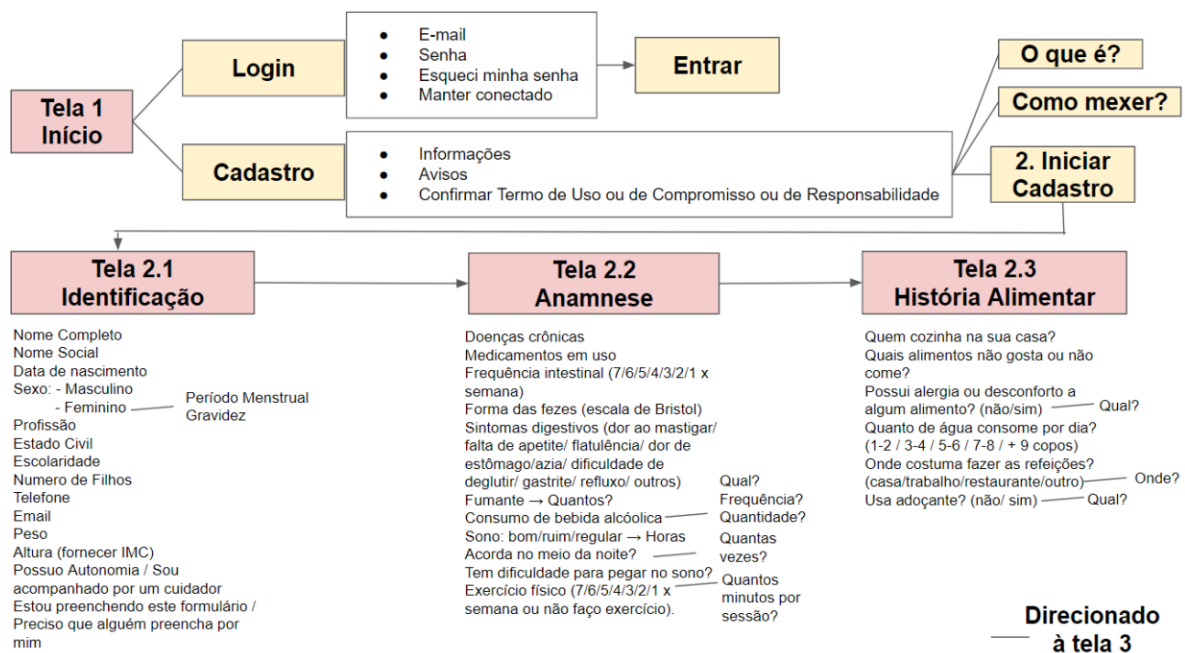 Tela 1
Início
Login
● E-mail
● Senha
● Esqueci minha senha
● Manter conectado
Entrar
Cadastro
● Informações
● Avisos
● Confirmar Termo de Uso ou de Compromisso ou de Responsabilidade
O que é?
Como mexer?
2. Iniciar
Cadastro
Tela 2.1
Identificação
Nome Completo
Nome Social
Data de nascimento
Sexo: - Masculino
- Feminino
Período Menstrual
Gravidez
Profissão
Estado Civil
Escolaridade
Numero de Filhos
Telefone
Email
Peso
Altura (fornecer IMC)
Possuo Autonomia / Sou
acompanhado por um cuidador
Estou preenchendo este formulário /
Preciso que alguém preencha por
mim
Tela 2.2
Anamnese
Doenças crônicas
Medicamentos em uso
Frequência intestinal (7/6/5/4/3/2/1 x
semana)
Forma das fezes (escala de Bristol)
Sintomas digestivos (dor ao mastigar/
falta de apetite/ flatulência/ dor de
estômago/azia/ dificuldade de
deglutir/ gastrite/ refluxo/ outros)
Fumante → Quantos?
Consumo de bebida alcóolica
Qual?
Frequência?
Quantidade?
Sono: bom/ruim/regular → Horas
Acorda no meio da noite?
Quantas
vezes?
Tem dificuldade para pegar no sono?
Exercício físico (7/6/5/4/3/2/1 x
semana ou não faço exercício).
Quantos
minutos por
sessão?
Tela 2.3
História Alimentar
Quem cozinha na sua casa?
Quais alimentos não gosta ou não
come?
Possui alergia ou desconforto a
algum alimento? (não/sim)
Qual?
Quanto de água consome por dia?
(1-2 / 3-4 / 5-6 / 7-8 / + 9 copos)
Onde costuma fazer as refeições?
(casa/trabalho/restaurante/outro)
Onde?
Usa adoçante? (não/ sim)
Qual?
Direcionado
à tela 3